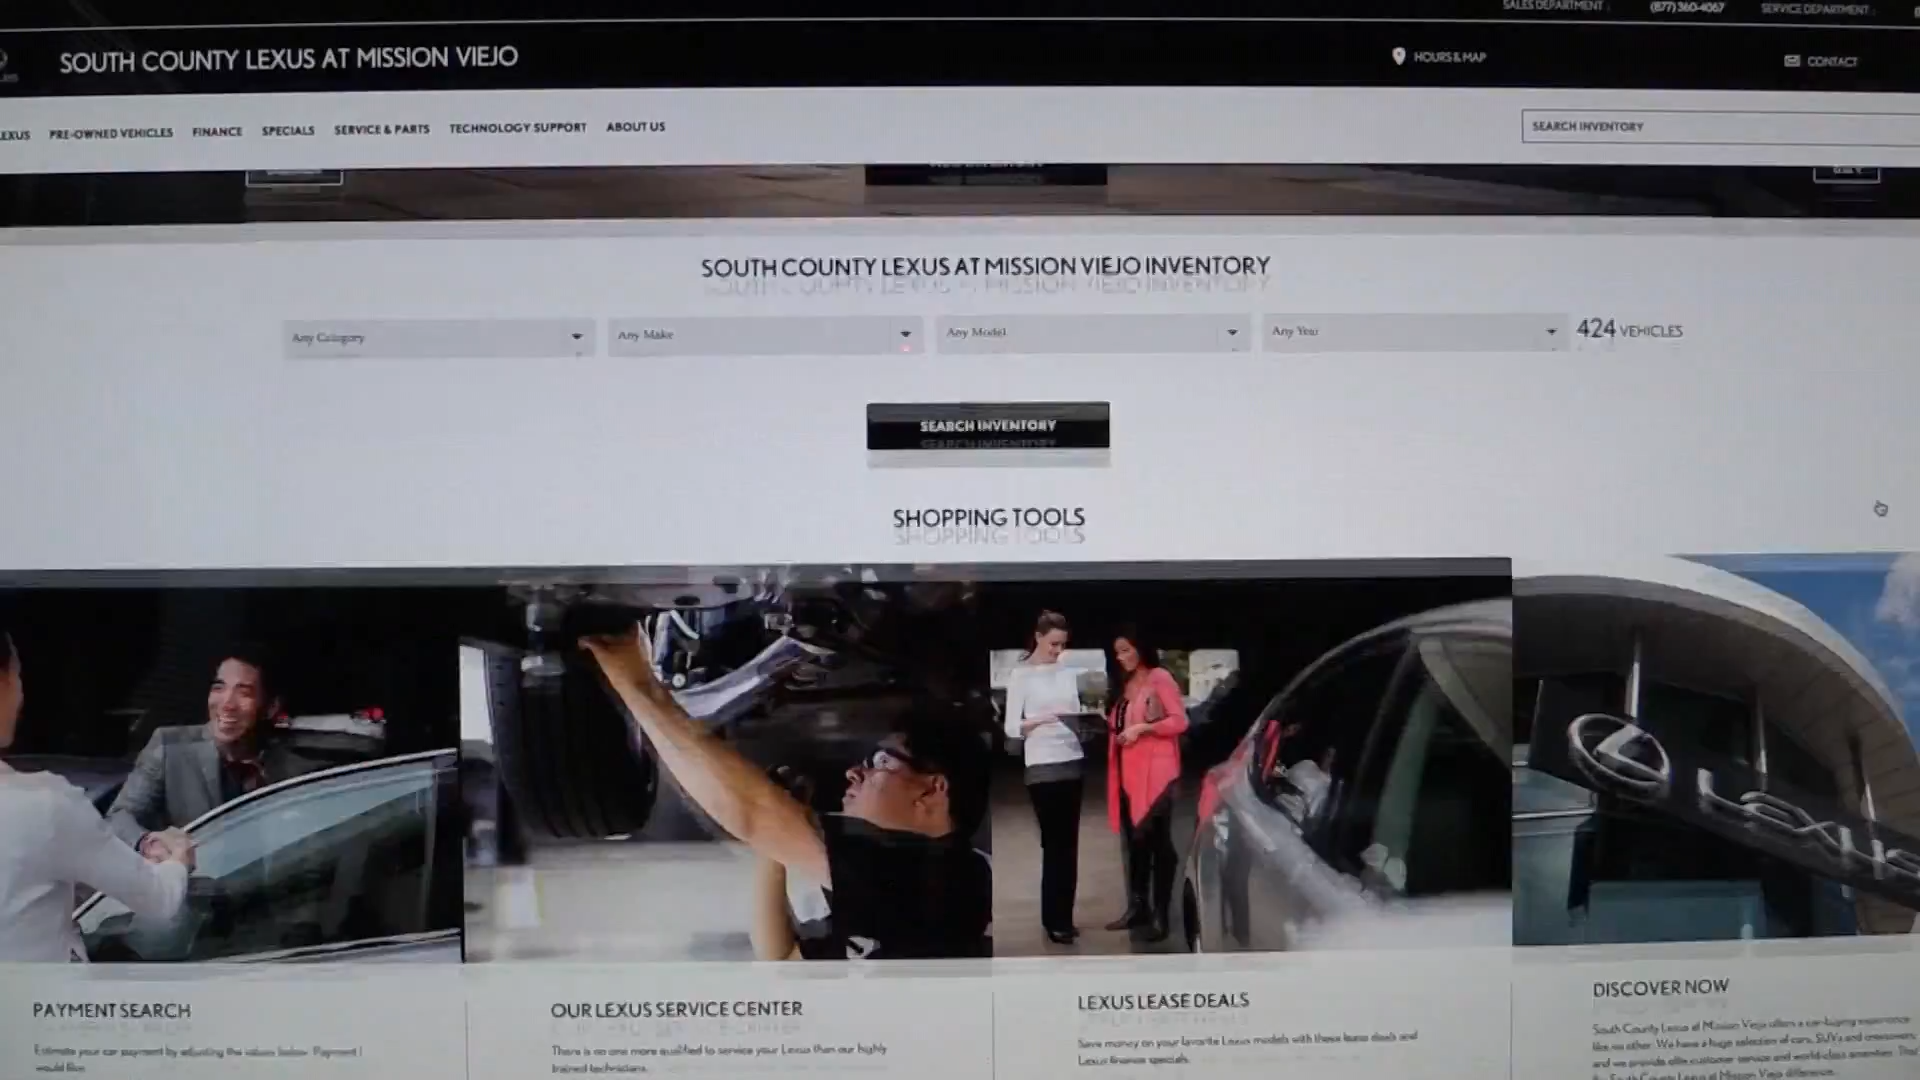 SALES DEPARTMENT (877) 360-4067 SERVICE DEPARTMENT
SOUTH COUNTY LEXUS AT MISSION VIEJO
HOURS & MAP
CONTACT
EXUS PRE-OWNED VEHICLES FINANCE SPECIALS SERVICE & PARTS TECHNOLOGY SUPPORT ABOUT US
SEARCH INVENTORY
SOUTH COUNTY LEXUS AT MISSION VIEJO INVENTORY
Any Category Any Make Any Model Any Year 424 VEHICLES
SEARCH INVENTORY
SHOPPING TOOLS
LEXUS
PAYMENT SEARCH
Estimate your car payment by adjusting the values below. Payment I
would like
OUR LEXUS SERVICE CENTER
There is no one more qualified to service your Lexus than our highly
trained technicians.
LEXUS LEASE DEALS
Save money on your favorite Lexus models with these lease deals and
Lexus finance specials.
DISCOVER NOW
South County Lexus at Mission Viejo offers a car-buying experience
like no other. We have a huge selection of cars, SUVs and crossovers,
and we provide elite customer service and world-class amenities. That's
the South County Lexus at Mission Viejo difference.